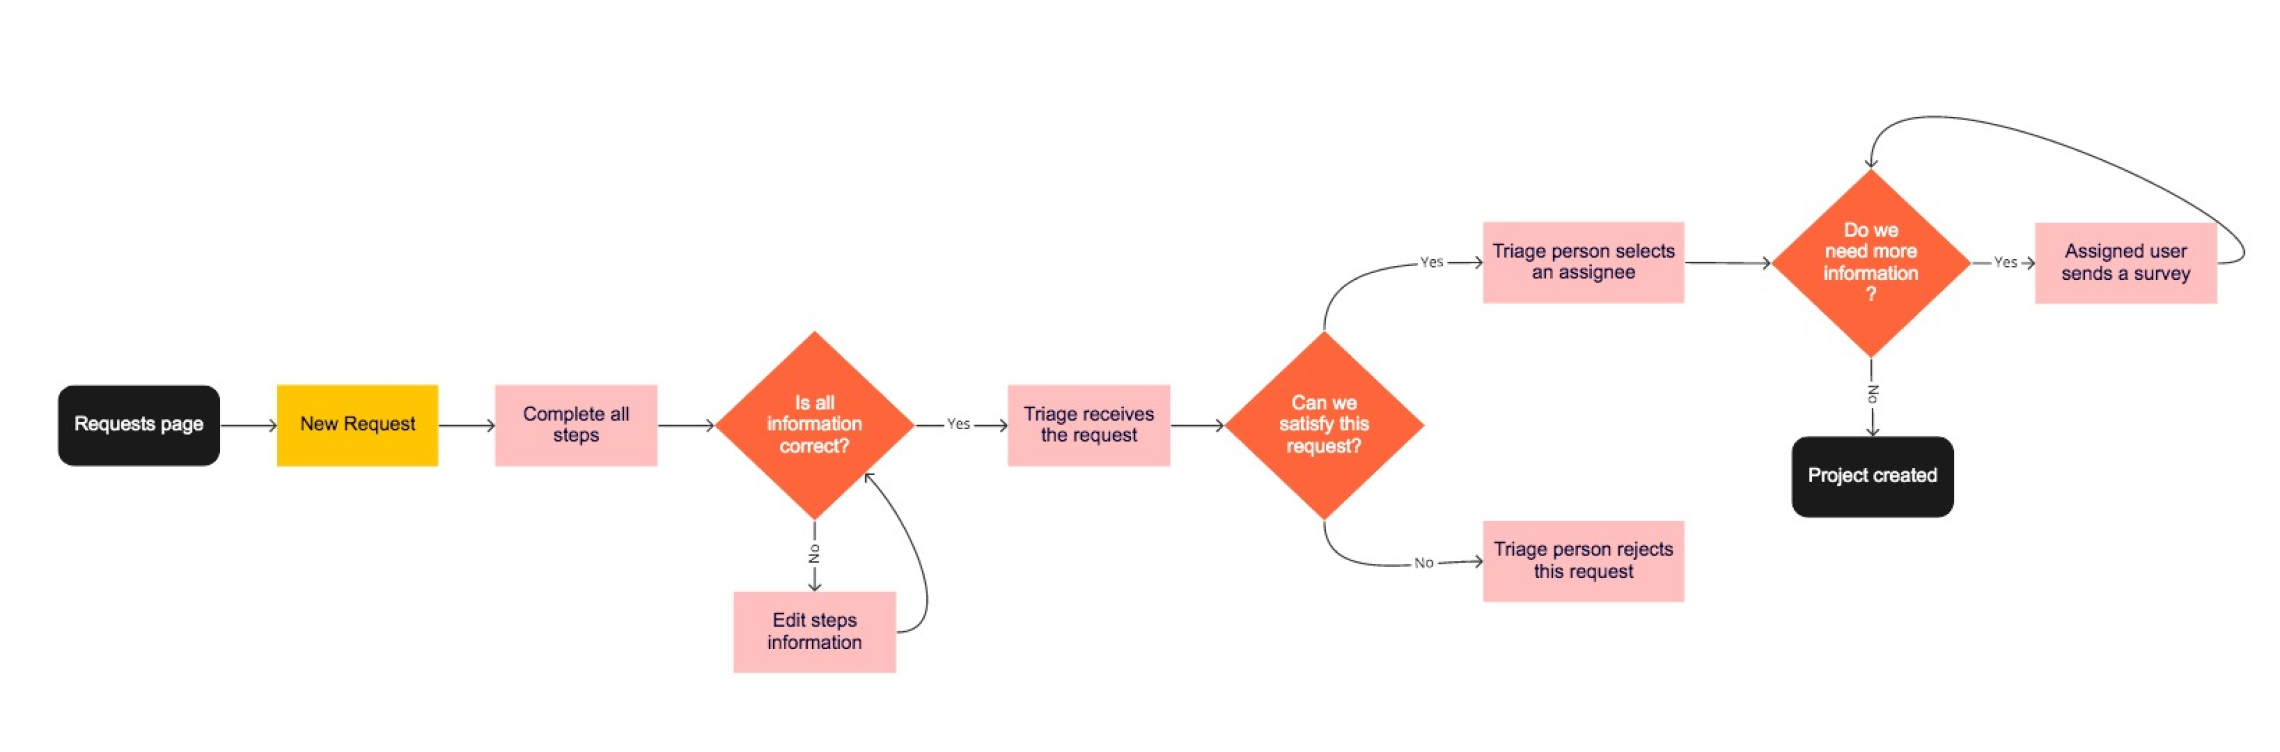 Requests page
New Request
Complete all
steps
Is all
information
correct?
No
Edit steps
information
Yes
Triage receives
the request
Can we
satisfy this
request?
Yes
Triage person selects
an assignee
No
Triage person rejects
this request
Do we
need more
information
?
Yes
Assigned user
sends a survey
No
Project created